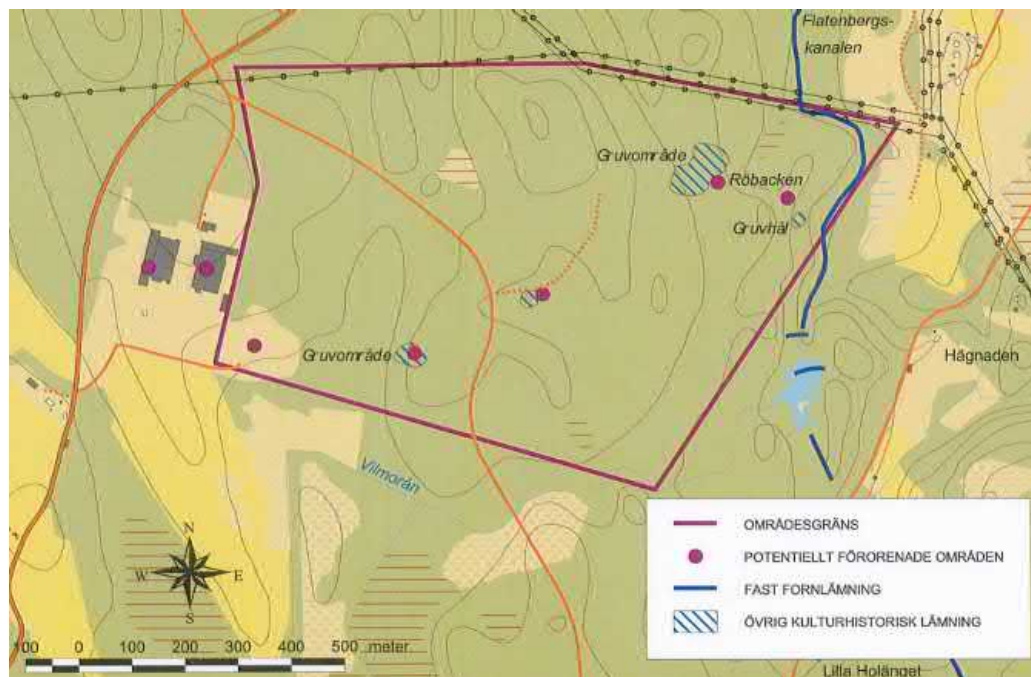 Flatenbergs-
kanalen
Gruvområde
Röbacken
Gruvhål
Gruvområde
Hägnaden
Vilmorån
N
W
E
S
OMRÅDESGRÄNS
POTENTIELLT FÖRORENADE OMRÅDEN
FAST FORNLÄMNING
ÖVRIG KULTURHISTORISK LÄMNING
100 0 100 200 300 400 500 meter
Lilla Holänget